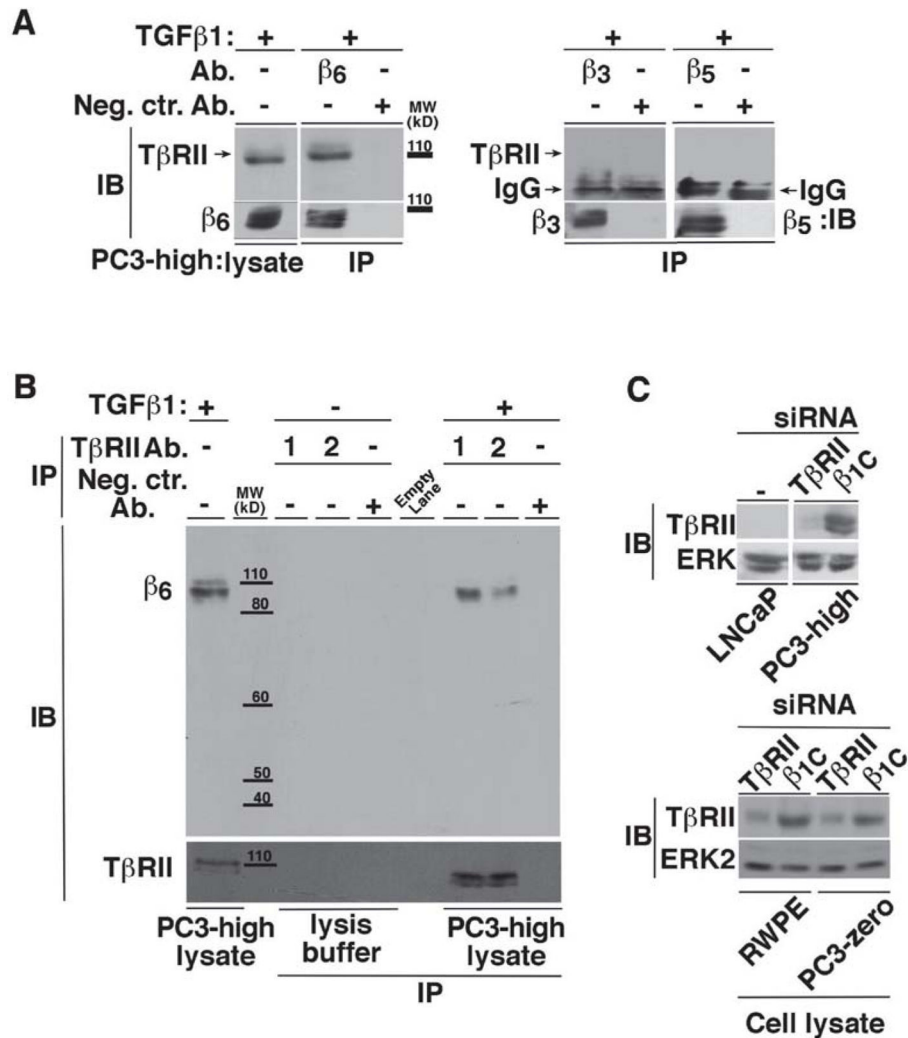 A
TGFβ1: + +
Ab. - β6 -
Neg. ctr. Ab. - - + MW (kD)
IB
TβRII → 110
β6 110
PC3-high: lysate IP
+ +
β3 - β5 -
- + - +
TβRII →
IgG → ← IgG
β3 β5 :IB
IP
B
TGFβ1: + - +
IP
TβRII Ab. - 1 2 - 1 2 -
Neg. ctr. Ab. - MW (kD) - - + Empty Lane - - +
IB
β6 110
80
60
50
40
TβRII 110
PC3-high lysate lysis buffer PC3-high lysate
IP
C
siRNA
- TβRII β1C
IB
TβRII
ERK
LNCaP PC3-high
siRNA
TβRII β1C TβRII β1C
IB
TβRII
ERK2
RWPE PC3-zero
Cell lysate